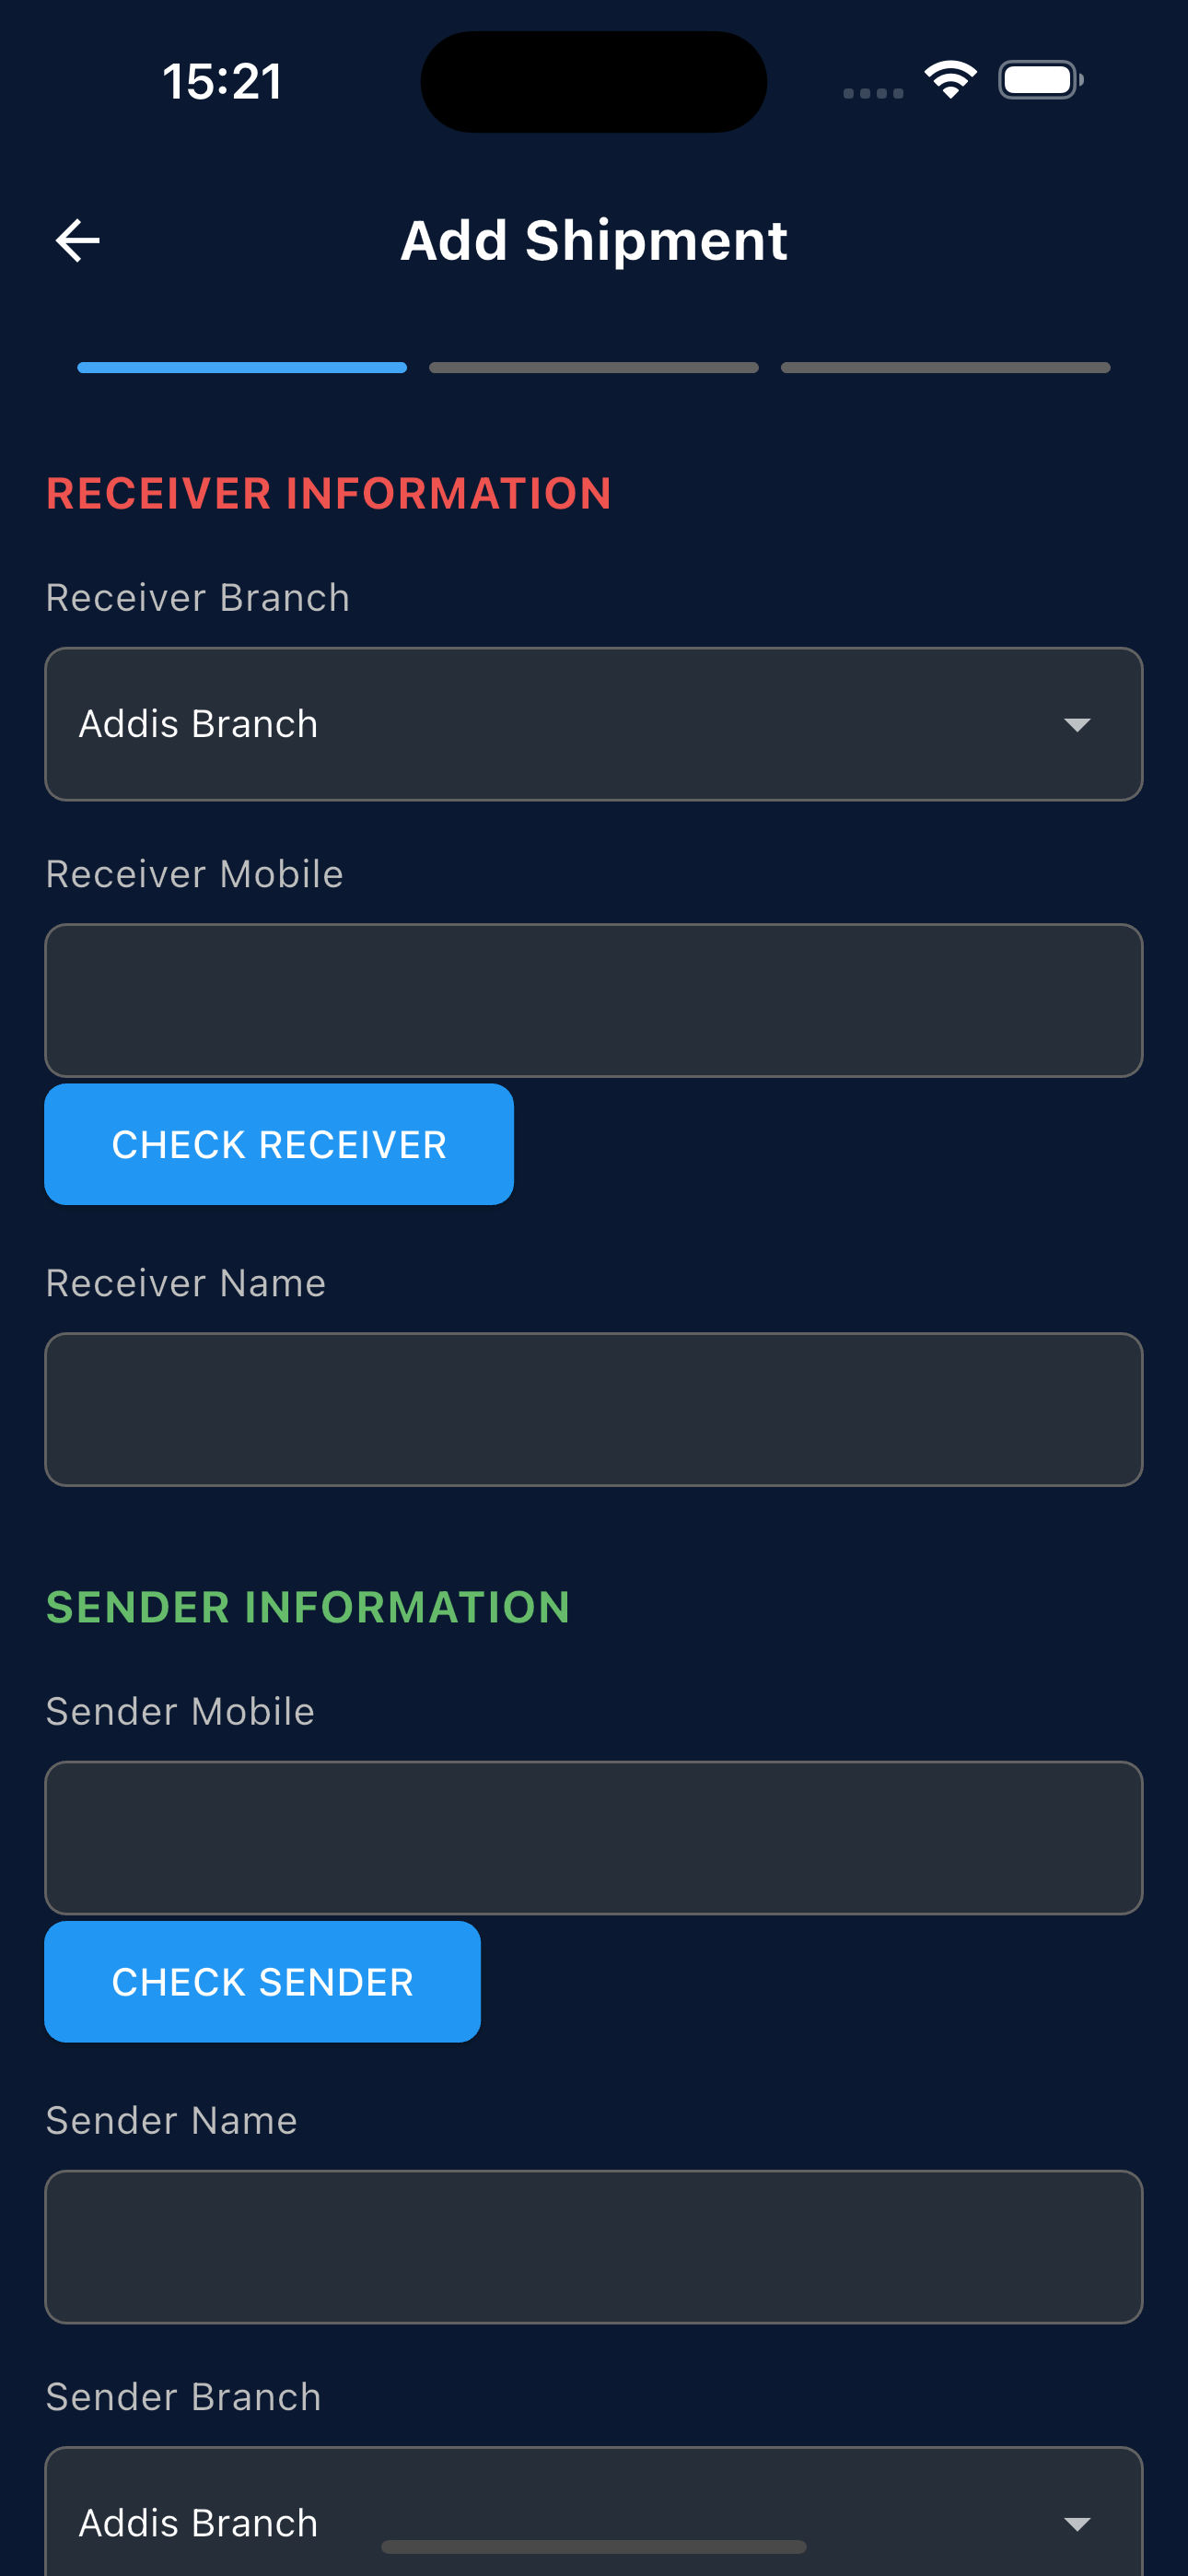 15:21
Add Shipment
RECEIVER INFORMATION
Receiver Branch
Addis Branch
Receiver Mobile
CHECK RECEIVER
Receiver Name
SENDER INFORMATION
Sender Mobile
CHECK SENDER
Sender Name
Sender Branch
Addis Branch